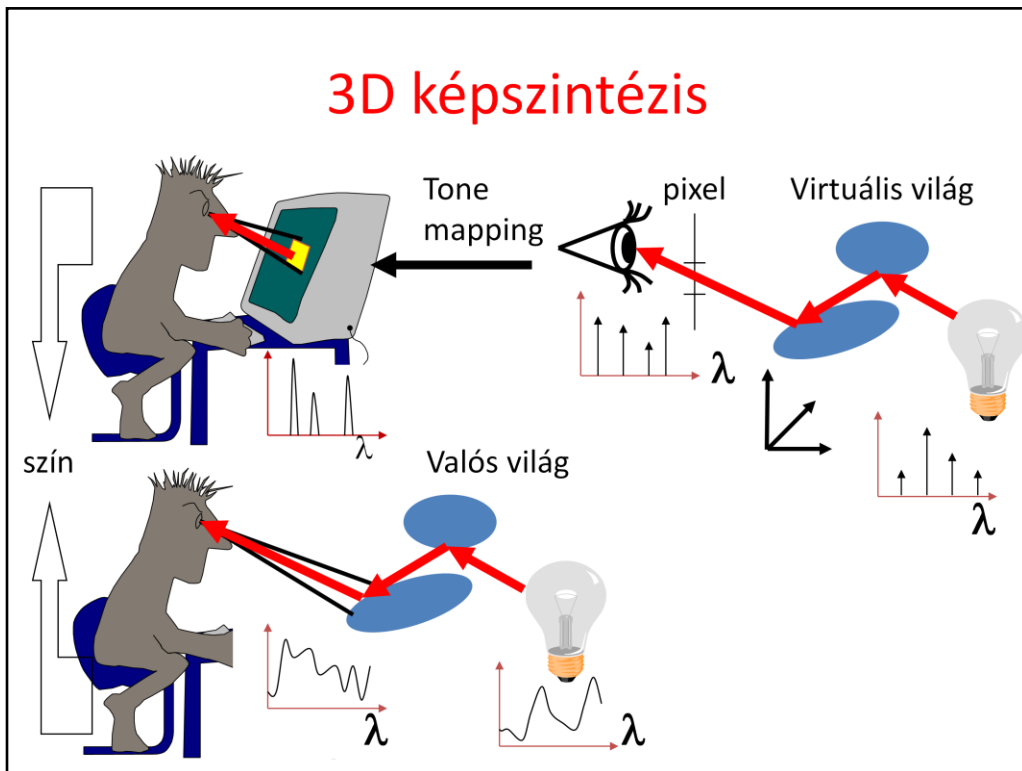 3D képszintézis
Tone
mapping
pixel
Virtuális világ
λ
λ
λ
szín
Valós világ
λ
λ